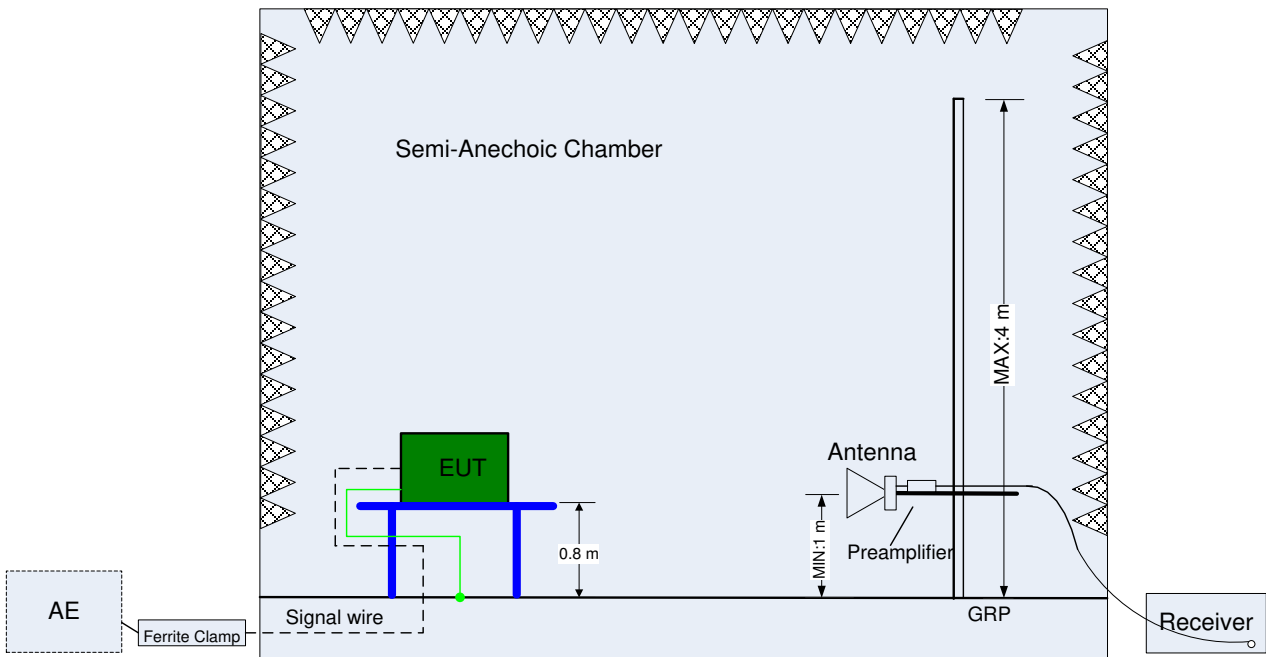 Semi-Anechoic Chamber
MAX:4 m
Antenna
EUT
MIN:1 m
Preamplifier
0.8 m
AE
Ferrite Clamp
Signal wire
GRP
Receiver